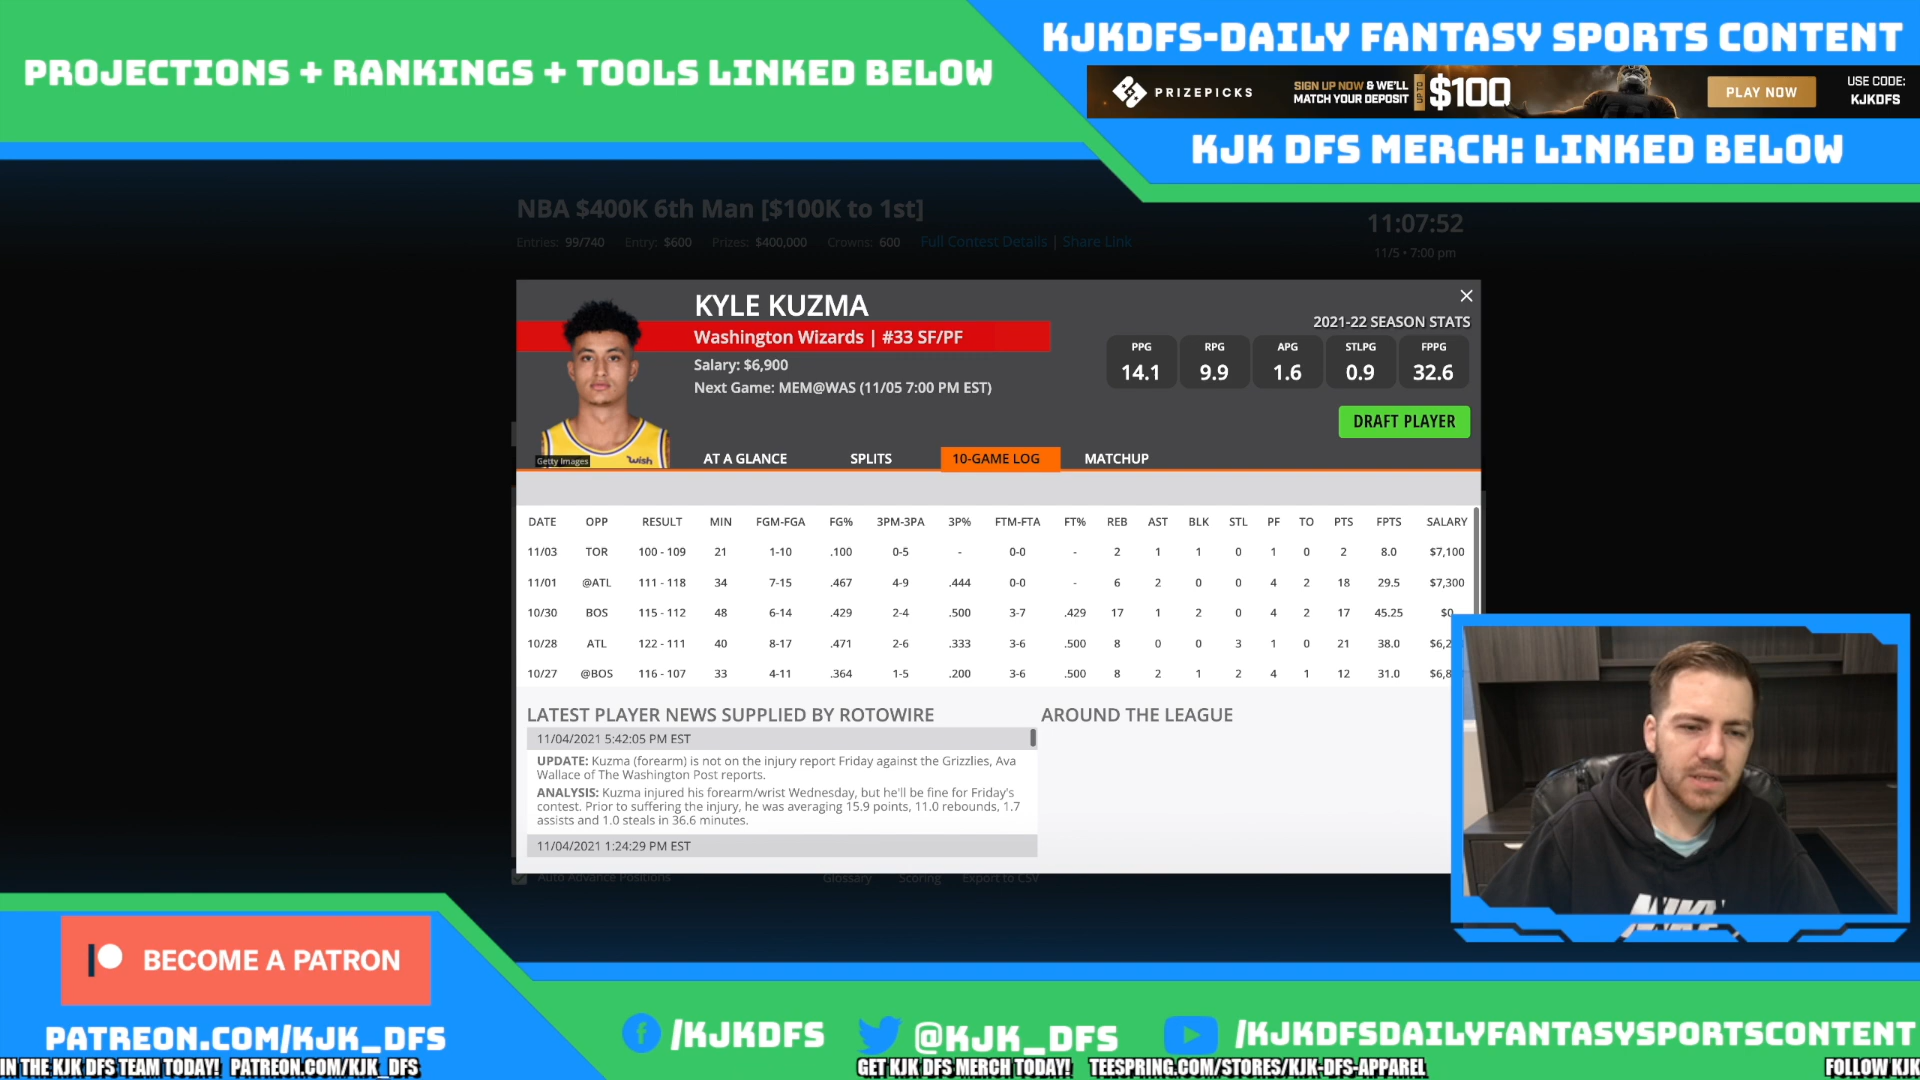 PROJECTIONS + RANKINGS + TOOLS LINKED BELOW
KJKDFS-DAILY FANTASY SPORTS CONTENT
PRIZEPICKS
SIGN UP NOW & WE'LL
MATCH YOUR DEPOSIT
UP TO
$100
PLAY NOW
USE CODE:
KJKDFS
KJK DFS MERCH: LINKED BELOW
NBA $400K 6th Man [$100K to 1st]
11:07:52
Entries: 99/740 Entry: $600 Prizes: $400,000 Crowns: 600 Full Contest Details | Share Link
11/5 • 7:00 pm
KYLE KUZMA
Washington Wizards | #33 SF/PF
Salary: $6,900
Next Game: MEM@WAS (11/05 7:00 PM EST)
2021-22 SEASON STATS
PPG RPG APG STLPG FPPG
14.1 9.9 1.6 0.9 32.6
DRAFT PLAYER
Getty Images
wish
AT A GLANCE SPLITS 10-GAME LOG MATCHUP
DATE OPP RESULT MIN FGM-FGA FG% 3PM-3PA 3P% FTM-FTA FT% REB AST BLK STL PF TO PTS FPTS SALARY
11/03 TOR 100 - 109 21 1-10 .100 0-5 - 0-0 - 2 1 1 0 1 0 2 8.0 $7,100
11/01 @ATL 111 - 118 34 7-15 .467 4-9 .444 0-0 - 6 2 0 0 4 2 18 29.5 $7,300
10/30 BOS 115 - 112 48 6-14 .429 2-4 .500 3-7 .429 17 1 2 0 4 2 17 45.25 $0
10/28 ATL 122 - 111 40 8-17 .471 2-6 .333 3-6 .500 8 0 0 3 1 0 21 38.0 $6,2
10/27 @BOS 116 - 107 33 4-11 .364 1-5 .200 3-6 .500 8 2 1 2 4 1 12 31.0 $6,8
LATEST PLAYER NEWS SUPPLIED BY ROTOWIRE
AROUND THE LEAGUE
11/04/2021 5:42:05 PM EST
UPDATE: Kuzma (forearm) is not on the injury report Friday against the Grizzlies, Ava
Wallace of The Washington Post reports.
ANALYSIS: Kuzma injured his forearm/wrist Wednesday, but he'll be fine for Friday's
contest. Prior to suffering the injury, he was averaging 15.9 points, 11.0 rebounds, 1.7
assists and 1.0 steals in 36.6 minutes.
11/04/2021 1:24:29 PM EST
Auto Advance Positions Glossary Scoring Export to CSV
BECOME A PATRON
PATREON.COM/KJK_DFS
/KJKDFS
@KJK_DFS
/KJKDFSDAILYFANTASYSPORTSCONTENT
IN THE KJK DFS TEAM TODAY! PATREON.COM/KJK_DFS
GET KJK DFS MERCH TODAY! TEESPRING.COM/STORES/KJK-DFS-APPAREL
FOLLOW KJK